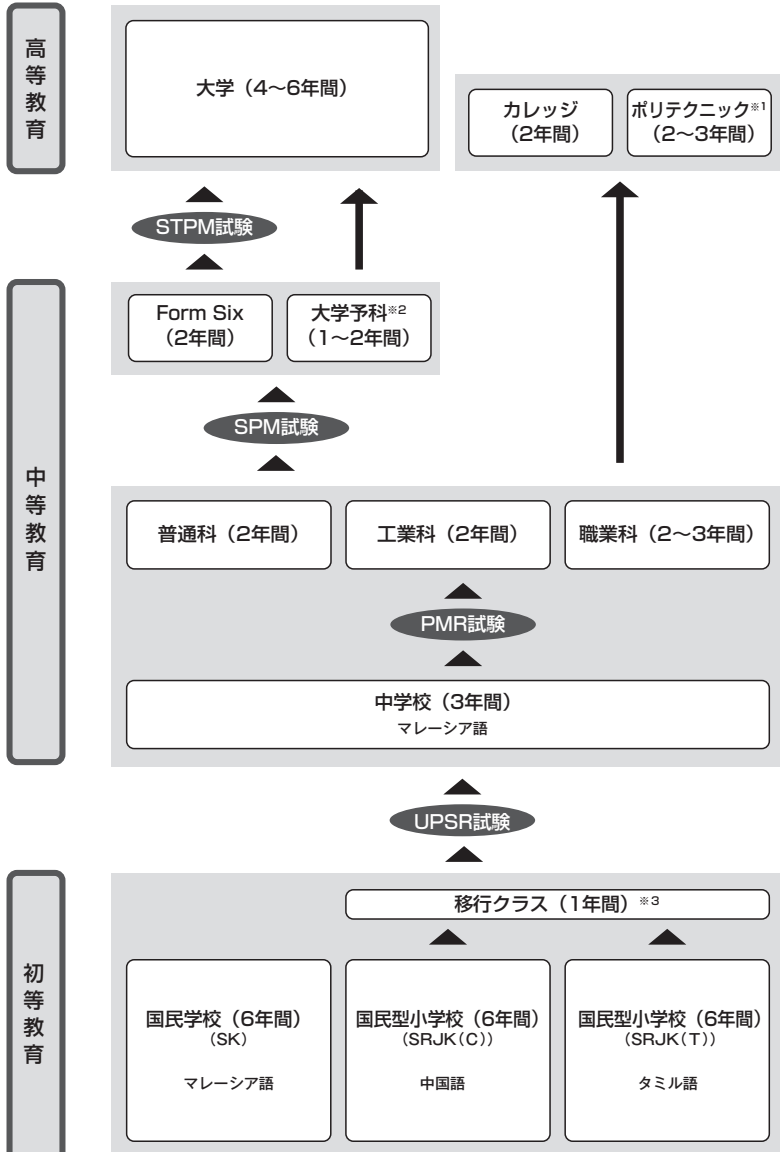 高等教育
大学（4～6年間）
カレッジ
（2年間）
ポリテクニック※1
（2～3年間）
STPM試験
中等教育
Form Six
（2年間）
大学予科※2
（1～2年間）
SPM試験
普通科（2年間）
工業科（2年間）
職業科（2～3年間）
PMR試験
中学校（3年間）
マレーシア語
UPSR試験
初等教育
移行クラス（1年間）※3
国民学校（6年間）
（SK）
マレーシア語
国民型小学校（6年間）
（SRJK（C））
中国語
国民型小学校（6年間）
（SRJK（T））
タミル語